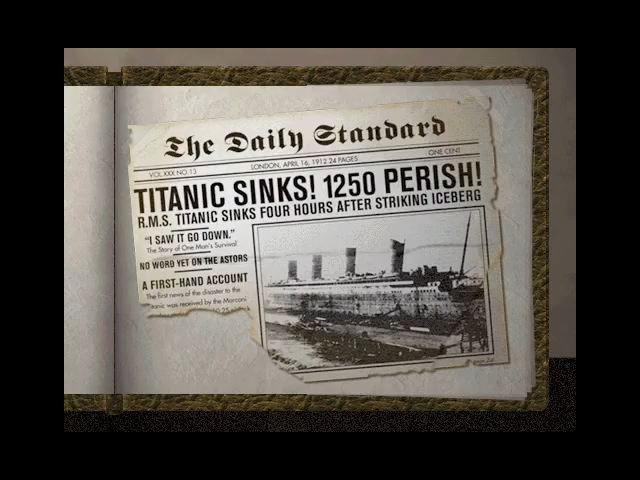 The Daily Standard
VOL.XXX NO.13 LONDON, APRIL 16, 1912 24 PAGES ONE CENT
TITANIC SINKS! 1250 PERISH!
R.M.S. TITANIC SINKS FOUR HOURS AFTER STRIKING ICEBERG
"I SAW IT GO DOWN."
The Story of One Man's Survival
NO WORD YET ON THE ASTORS
A FIRST-HAND ACCOUNT
The first news of the disaster to the
Titanic was received by the Marconi